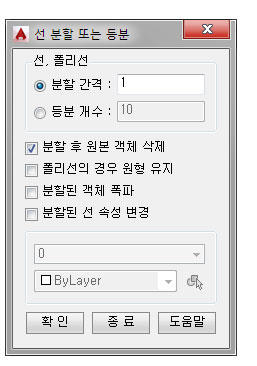 선 분할 또는 등분
선, 폴리선
분할 간격 : 1
등분 개수 : 10
분할 후 원본 객체 삭제
폴리선의 경우 원형 유지
분할된 객체 폭파
분할된 선 속성 변경
0
ByLayer
확 인 종 료 도움말